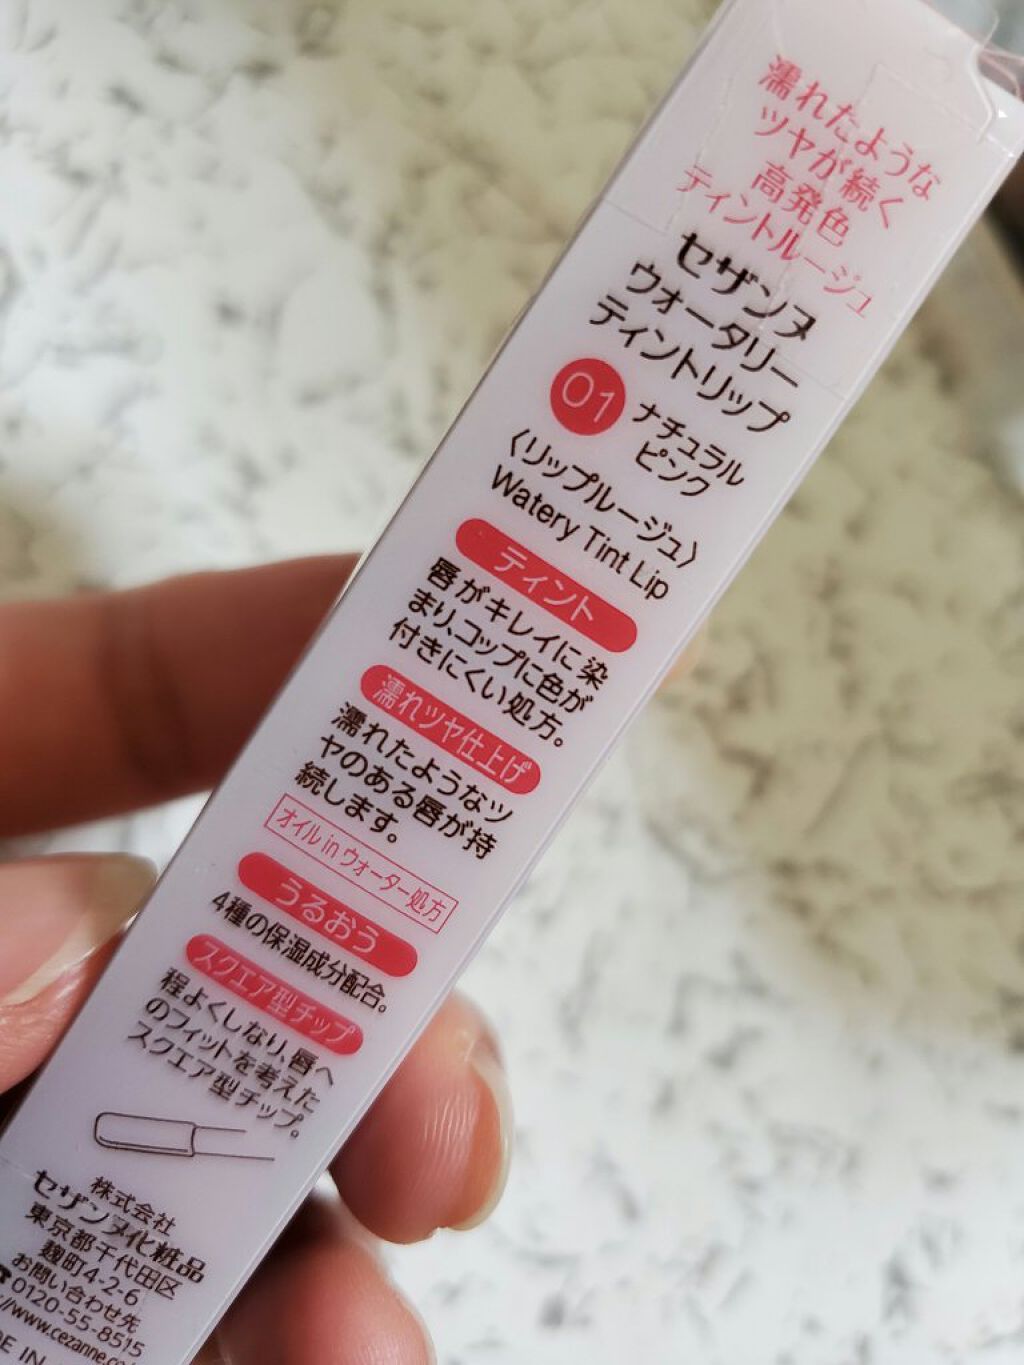 濡れたような
ツヤが続く
高発色
ティントルージュ
セザンヌ
ウォータリー
ティントリップ
01
ナチュラル
ピンク
〈リップルージュ〉
Watery Tint Lip
ティント
唇がキレイに染
まり、コップに色が
付きにくい処方。
濡れツヤ仕上げ
濡れたようなツ
ヤのある唇が持
続します。
オイル in ウォーター処方
うるおう
4種の保湿成分配合。
スクエア型チップ
程よくしなり、唇へ
のフィットを考えた
スクエア型チップ。
株式会社
セザンヌ化粧品
東京都千代田区
麹町4-2-6
お問い合わせ先
0120-55-8515
//www.cezanne.co
DE IN